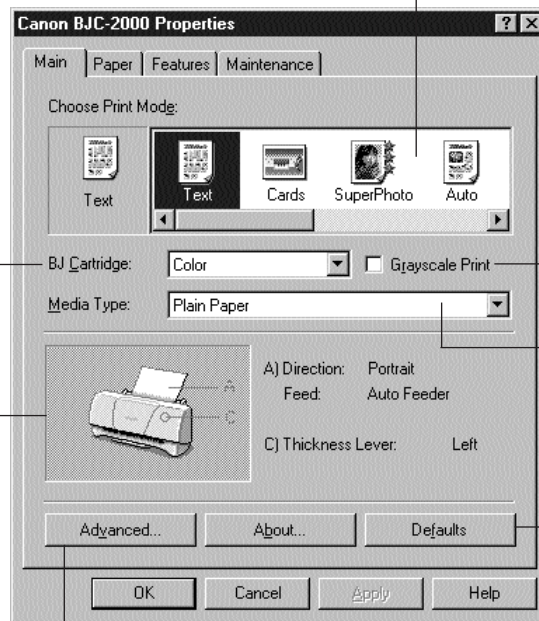 Canon BJC-2000 Properties
Main Paper Features Maintenance
Choose Print Mode:
Text Text Cards SuperPhoto Auto
BJ Cartridge: Color Grayscale Print
Media Type: Plain Paper
A A) Direction: Portrait
Feed: Auto Feeder
C
C) Thickness Lever: Left
Advanced... About... Defaults
OK Cancel Apply Help